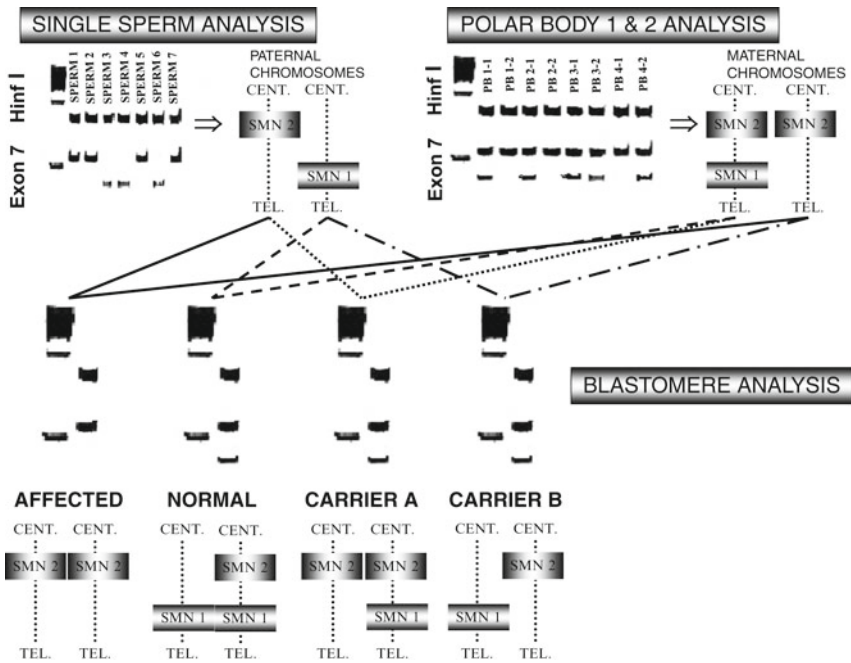 SINGLE SPERM ANALYSIS
POLAR BODY 1 & 2 ANALYSIS
Hinf I
Exon 7
SPERM 1
SPERM 2
SPERM 3
SPERM 4
SPERM 5
SPERM 6
SPERM 7
PATERNAL
CHROMOSOMES
CENT. CENT.
SMN 2
⇒
SMN 1
TEL. TEL.
Hinf I
Exon 7
PB 1-1
PB 1-2
PB 2-1
PB 2-2
PB 3-1
PB 3-2
PB 4-1
PB 4-2
MATERNAL
CHROMOSOMES
CENT. CENT.
⇒
SMN 2 SMN 2
SMN 1
TEL. TEL.
BLASTOMERE ANALYSIS
AFFECTED NORMAL CARRIER A CARRIER B
CENT. CENT. CENT. CENT. CENT. CENT. CENT. CENT.
SMN 2 SMN 2 SMN 2 SMN 2 SMN 2 SMN 2
SMN 1 SMN 1 SMN 1 SMN 1
TEL. TEL. TEL. TEL. TEL. TEL. TEL. TEL.